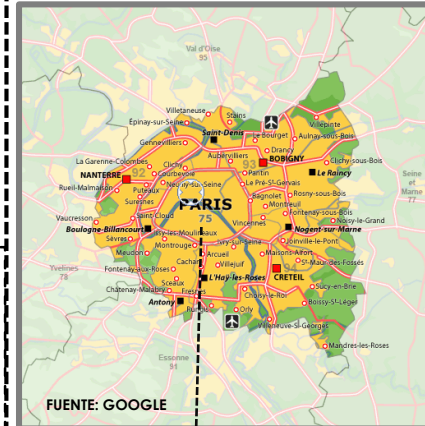 Val d'Oise
95
Villetaneuse
Stains
Épinay-sur-Seine
Villepinte
Saint-Denis
Le Bourget
Aulnay-sous-Bois
Gennevilliers
Drancy
La Garenne-Colombes
Aubervilliers
93
BOBIGNY
Clichy-sous-Bois
Clichy
Pantin
Le Raincy
NANTERRE
92
Courbevoie
Neuilly-sur-Seine
Le Pré-St-Gervais
Seine
et
Marne
77
Rueil-Malmaison
Puteaux
Bagnolet
Rosny-sous-Bois
Suresnes
PARIS
Montreuil
Vaucresson
Saint-Cloud
75
Vincennes
Fontenay-sous-Bois
Noisy-le-Grand
Boulogne-Billancourt
Issy-les-Moulineaux
Nogent-sur-Marne
Sèvres
Montrouge
Ivry-sur-Seine
Joinville-le-Pont
Meudon
Arcueil
Maisons-Alfort
Yvelines
78
Cachan
Villejuif
94
St-Maur-des-Fossés
Fontenay-aux-Roses
L'Haÿ-les-Roses
CRETEIL
Sceaux
Sucy-en-Brie
Châtenay-Malabry
Fresnes
Choisy-le-Roi
Boissy-St-Léger
Antony
Rungis
Orly
Villeneuve-St-Georges
Mandres-les-Roses
Essonne
91
FUENTE: GOOGLE